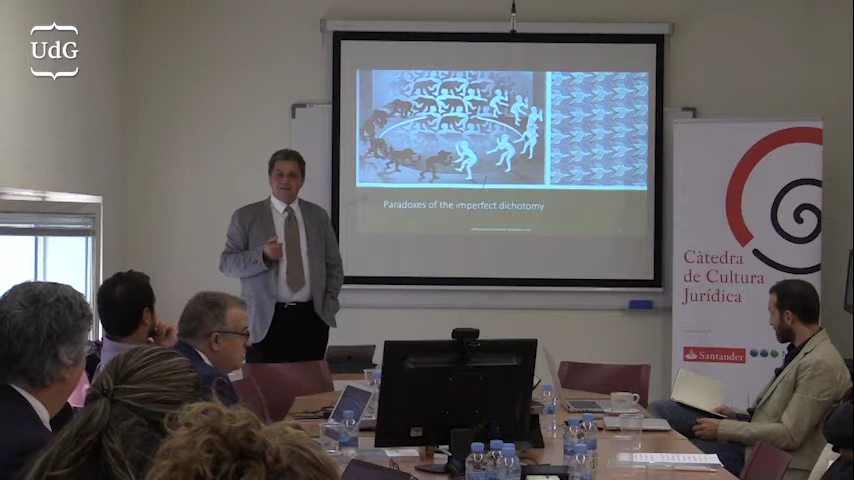 UdG
Paradoxes of the imperfect dichotomy
Càtedra
de Cultura
Jurídica
Santander